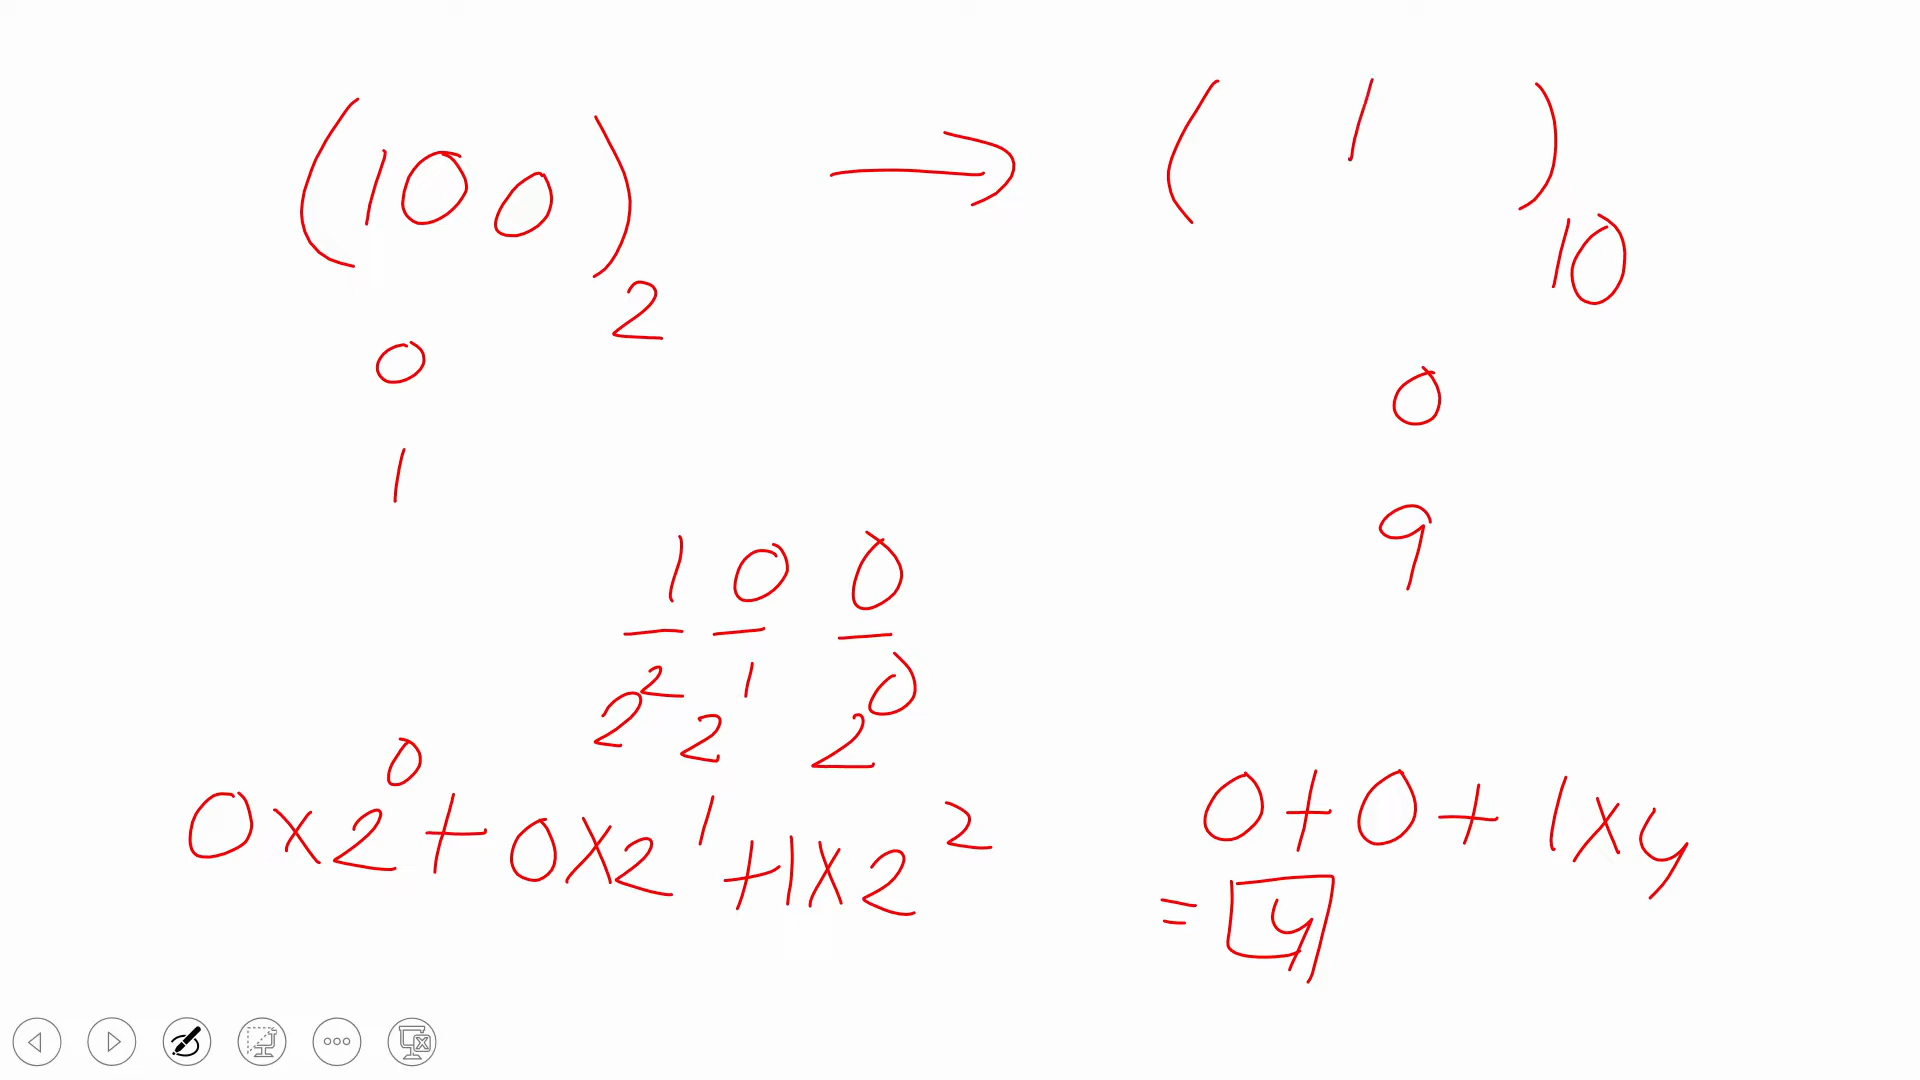 (100)₂ → ( 1 )₁₀
0 0
1 9
1 0 0
2² 2¹ 2⁰
0x2⁰+0x2¹+1x2² 0+0+1x4
= 4